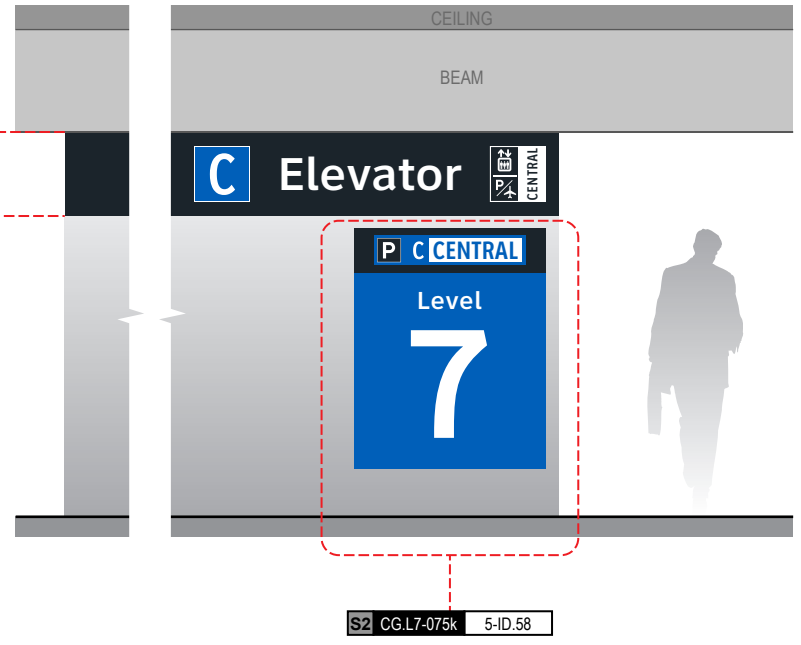 CEILING
BEAM
C Elevator
P
CENTRAL
P C CENTRAL
Level
7
S2 CG.L7-075k 5-ID.58